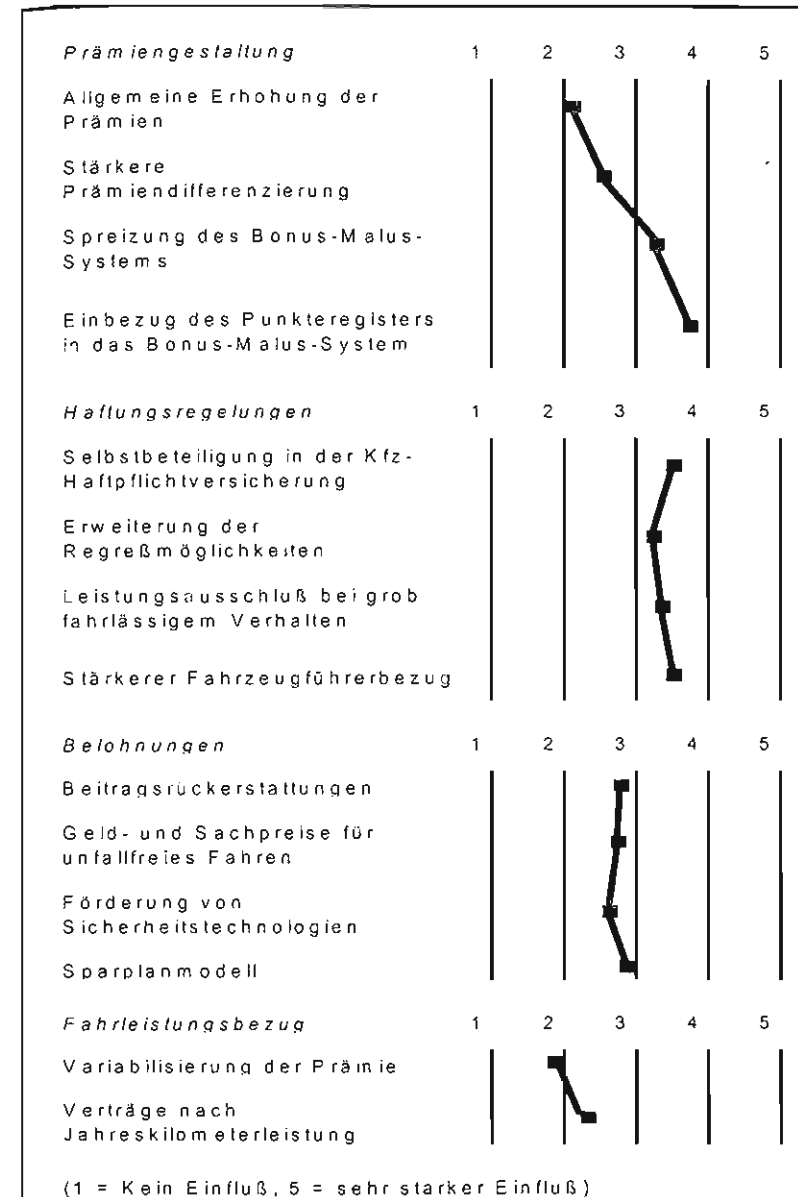 Prämiengestaltung 1 2 3 4 5
Allgemeine Erhohung der
Prämien
Stärkere
Prämiendifferenzierung
Spreizung des Bonus-Malus-
Systems
Einbezug des Punkteregisters
in das Bonus-Malus-System
Haftungsregelungen 1 2 3 4 5
Selbstbeteiligung in der Kfz-
Haftpflichtversicherung
Erweiterung der
Regreßmöglichkeiten
Leistungsausschluß bei grob
fahrlässigem Verhalten
Stärkerer Fahrzeugführerbezug
Belohnungen 1 2 3 4 5
Beitragsrückerstattungen
Geld- und Sachpreise für
unfallfreies Fahren
Förderung von
Sicherheitstechnologien
Sparplanmodell
Fahrleistungsbezug 1 2 3 4 5
Variabilisierung der Prämie
Verträge nach
Jahreskilometerleistung
(1 = Kein Einfluß, 5 = sehr starker Einfluß)